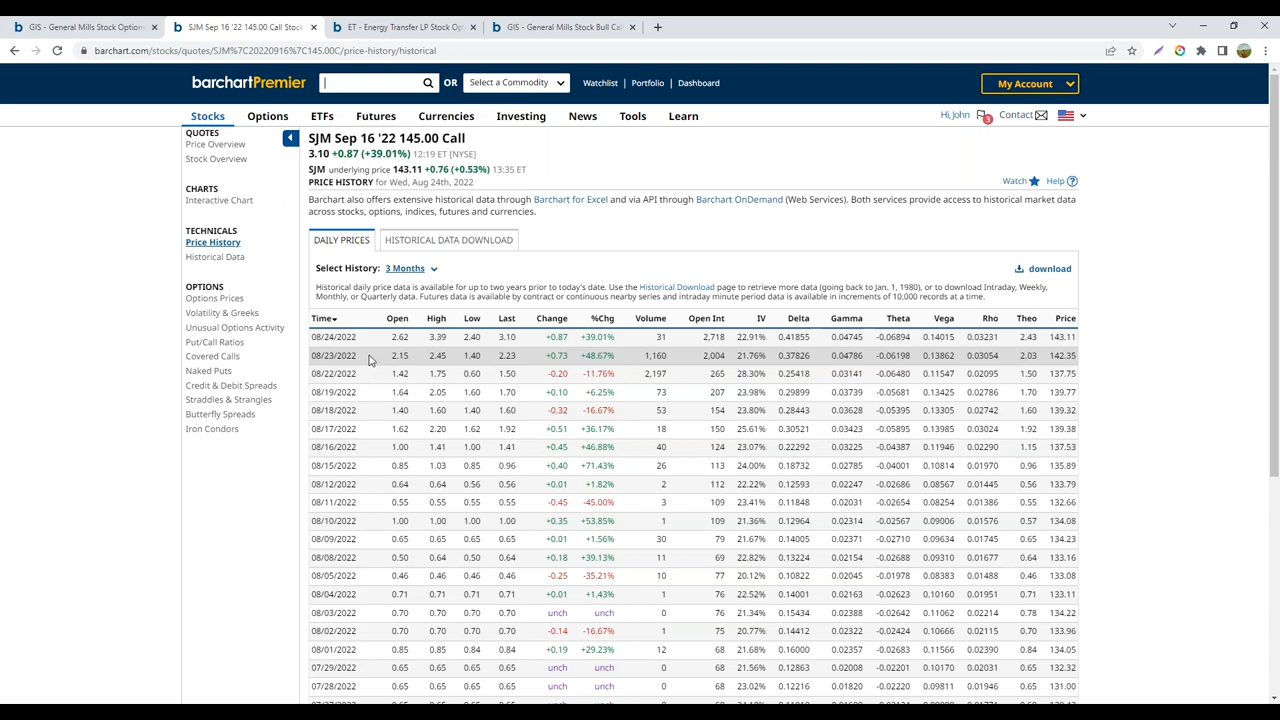 GIS - General Mills Stock Options
SJM Sep 16 '22 145.00 Call Stock
ET - Energy Transfer LP Stock Op
GIS - General Mills Stock Bull Cal
barchart.com/stocks/quotes/SJM%7C20220916%7C145.00C/price-history/historical
barchartPremier OR Select a Commodity Watchlist Portfolio Dashboard My Account
Stocks Options ETFs Futures Currencies Investing News Tools Learn Hi, John 3 Contact
QUOTES
Price Overview
Stock Overview
CHARTS
Interactive Chart
TECHNICALS
Price History
Historical Data
OPTIONS
Options Prices
Volatility & Greeks
Unusual Options Activity
Put/Call Ratios
Covered Calls
Naked Puts
Credit & Debit Spreads
Straddles & Strangles
Butterfly Spreads
Iron Condors
SJM Sep 16 '22 145.00 Call
3.10 +0.87 (+39.01%) 12:19 ET [NYSE]
SJM underlying price 143.11 +0.76 (+0.53%) 13:35 ET
PRICE HISTORY for Wed, Aug 24th, 2022
Watch Help
Barchart also offers extensive historical data through Barchart for Excel and via API through Barchart OnDemand (Web Services). Both services provide access to historical market data
across stocks, options, indices, futures and currencies.
DAILY PRICES HISTORICAL DATA DOWNLOAD
Select History: 3 Months download
Historical daily price data is available for up to two years prior to today's date. Use the Historical Download page to retrieve more data (going back to Jan. 1, 1980), or to download Intraday, Weekly,
Monthly, or Quarterly data. Futures data is available by contract or continuous nearby series and intraday minute period data is available in increments of 10,000 records at a time.
Time Open High Low Last Change %Chg Volume Open Int IV Delta Gamma Theta Vega Rho Theo Price
08/24/2022 2.62 3.39 2.40 3.10 +0.87 +39.01% 31 2,718 22.91% 0.41855 0.04745 -0.06894 0.14015 0.03231 2.43 143.11
08/23/2022 2.15 2.45 1.40 2.23 +0.73 +48.67% 1,160 2,004 21.76% 0.37826 0.04786 -0.06198 0.13862 0.03054 2.03 142.35
08/22/2022 1.42 1.75 0.60 1.50 -0.20 -11.76% 2,197 265 28.30% 0.25418 0.03141 -0.06480 0.11547 0.02095 1.50 137.75
08/19/2022 1.64 2.05 1.60 1.70 +0.10 +6.25% 73 207 23.98% 0.29899 0.03739 -0.05681 0.13425 0.02786 1.70 139.77
08/18/2022 1.40 1.60 1.40 1.60 -0.32 -16.67% 53 154 23.80% 0.28443 0.03628 -0.05395 0.13305 0.02742 1.60 139.32
08/17/2022 1.62 2.20 1.62 1.92 +0.51 +36.17% 18 150 25.61% 0.30521 0.03423 -0.05895 0.13985 0.03024 1.92 139.38
08/16/2022 1.00 1.41 1.00 1.41 +0.45 +46.88% 40 124 23.07% 0.22292 0.03225 -0.04387 0.11946 0.02290 1.15 137.53
08/15/2022 0.85 1.03 0.85 0.96 +0.40 +71.43% 26 113 24.00% 0.18732 0.02785 -0.04001 0.10814 0.01970 0.96 135.89
08/12/2022 0.64 0.64 0.56 0.56 +0.01 +1.82% 2 112 22.22% 0.12593 0.02247 -0.02686 0.08567 0.01445 0.56 133.79
08/11/2022 0.55 0.55 0.55 0.55 -0.45 -45.00% 3 109 23.41% 0.11848 0.02031 -0.02654 0.08254 0.01386 0.55 132.66
08/10/2022 1.00 1.00 1.00 1.00 +0.35 +53.85% 1 109 21.36% 0.12964 0.02314 -0.02567 0.09006 0.01576 0.57 134.08
08/09/2022 0.65 0.65 0.65 0.65 +0.01 +1.56% 30 79 21.67% 0.14005 0.02371 -0.02710 0.09634 0.01745 0.65 134.23
08/08/2022 0.50 0.64 0.50 0.64 +0.18 +39.13% 11 69 22.82% 0.13224 0.02154 -0.02688 0.09310 0.01677 0.64 133.16
08/05/2022 0.46 0.46 0.46 0.46 -0.25 -35.21% 10 77 20.12% 0.10822 0.02045 -0.01978 0.08383 0.01488 0.46 133.08
08/04/2022 0.71 0.71 0.71 0.71 +0.01 +1.43% 1 76 22.52% 0.14001 0.02163 -0.02623 0.10160 0.01951 0.71 133.11
08/03/2022 0.70 0.70 0.70 0.70 unch unch 0 76 21.34% 0.15434 0.02388 -0.02642 0.11062 0.02214 0.78 134.22
08/02/2022 0.70 0.70 0.70 0.70 -0.14 -16.67% 1 75 20.77% 0.14412 0.02322 -0.02424 0.10666 0.02115 0.70 133.96
08/01/2022 0.85 0.85 0.84 0.84 +0.19 +29.23% 12 68 21.68% 0.16000 0.02357 -0.02683 0.11566 0.02390 0.84 134.05
07/29/2022 0.65 0.65 0.65 0.65 unch unch 0 68 21.56% 0.12863 0.02008 -0.02201 0.10170 0.02031 0.65 132.32
07/28/2022 0.65 0.65 0.65 0.65 unch unch 0 68 23.02% 0.12216 0.01820 -0.02220 0.09811 0.01946 0.65 131.00